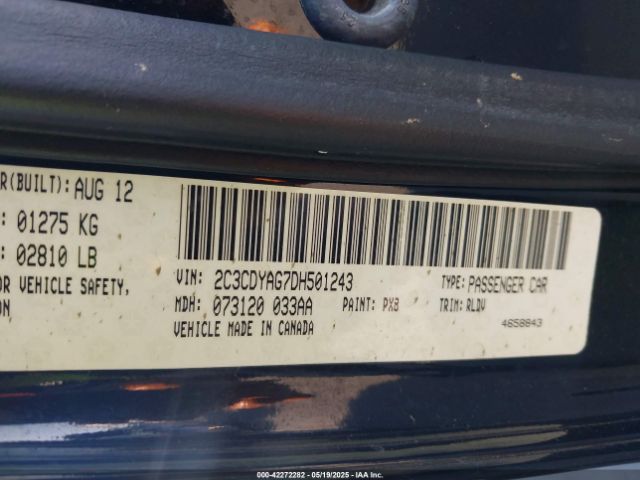 R(BUILT): AUG 12
: 01275 KG
: 02810 LB
OR VEHICLE SAFETY,
ON
VIN: 2C3CDYAG7DH501243
TYPE: PASSENGER CAR
MDH: 073120 033AA
PAINT: PXB
TRIM: RLDV
VEHICLE MADE IN CANADA
4658843
000-42272282 - 05/19/2025 - IAA Inc.